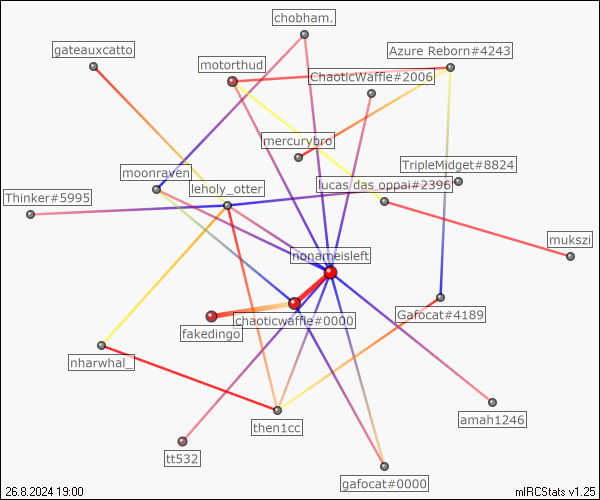 chobham.
gateauxcatto
Azure Reborn#4243
motorthud
ChaoticWaffle#2006
mercurybro
TripleMidget#8824
moonraven
leholy_otter
lucas das oppai#2396
Thinker#5995
mukszi
nonameisleft
Gafocat#4189
chaoticwaffle#0000
fakedingo
nharwhal_
amah1246
then1cc
tt532
gafocat#0000
26.8.2024 19:00
mIRCStats v1.25